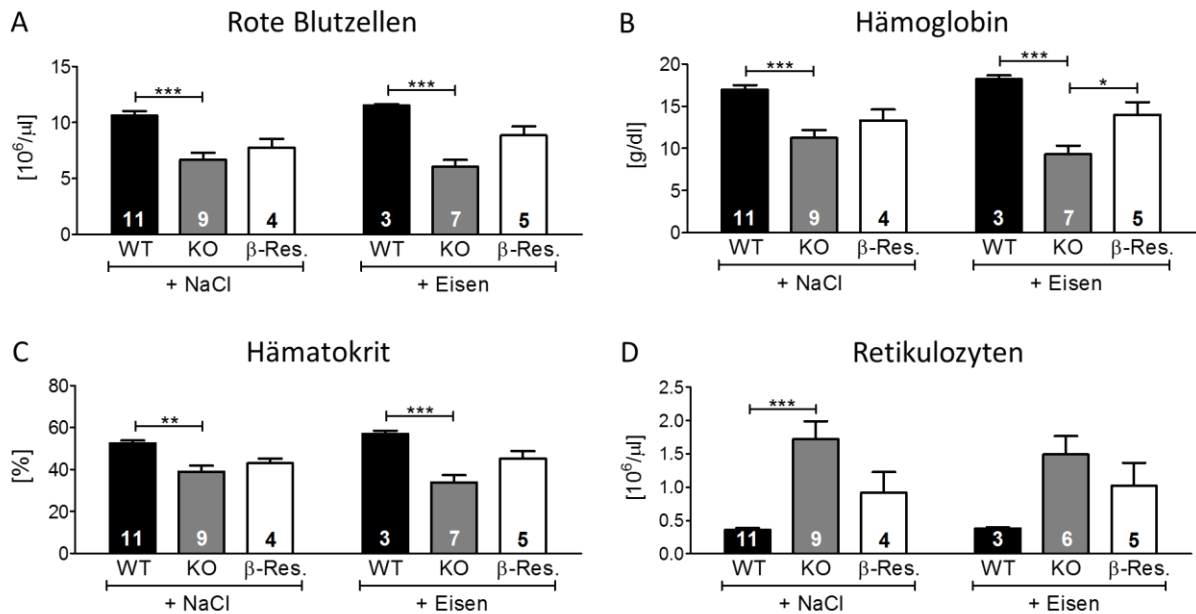 A Rote Blutzellen
15
10
5
0
[10⁶/µl]
***
***
11 9 4 3 7 5
WT KO β-Res. WT KO β-Res.
+ NaCl + Eisen
B Hämoglobin
20
15
10
5
0
[g/dl]
***
***
*
11 9 4 3 7 5
WT KO β-Res. WT KO β-Res.
+ NaCl + Eisen
C Hämatokrit
80
60
40
20
0
[%]
**
***
11 9 4 3 7 5
WT KO β-Res. WT KO β-Res.
+ NaCl + Eisen
D Retikulozyten
2.5
2.0
1.5
1.0
0.5
0.0
[10⁶/µl]
***
11 9 4 3 6 5
WT KO β-Res. WT KO β-Res.
+ NaCl + Eisen